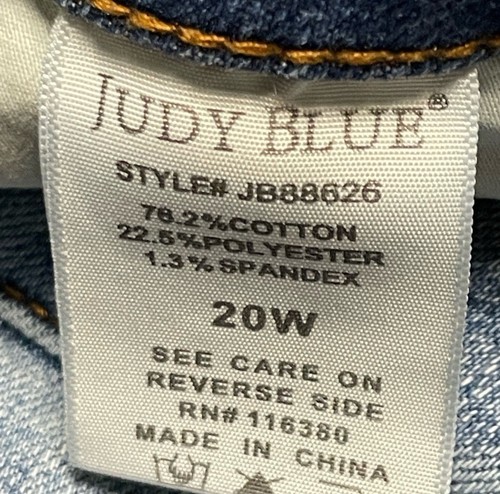 JUDY BLUE®
STYLE# JB88626
76.2%COTTON
22.5%POLYESTER
1.3%SPANDEX
20W
SEE CARE ON
REVERSE SIDE
RN# 116380
MADE IN CHINA